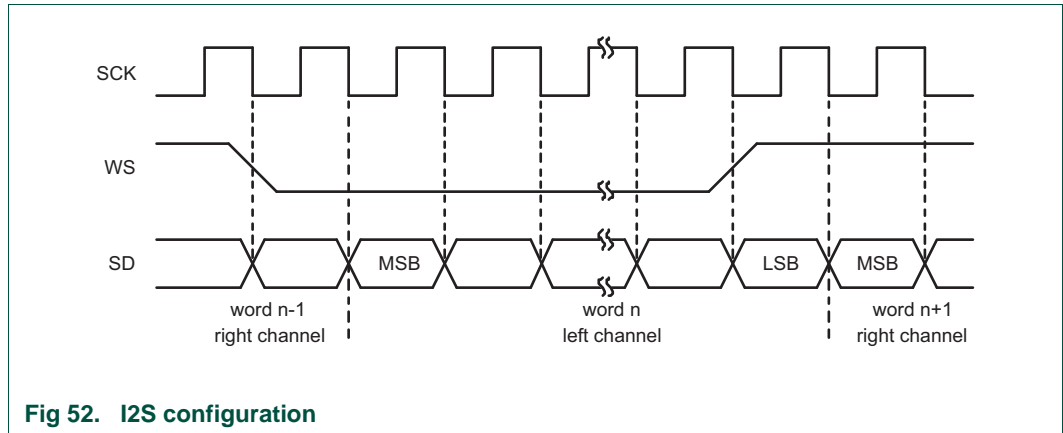 SCK
WS
SD
MSB
LSB
MSB
word n-1
right channel
word n
left channel
word n+1
right channel
Fig 52. I2S configuration